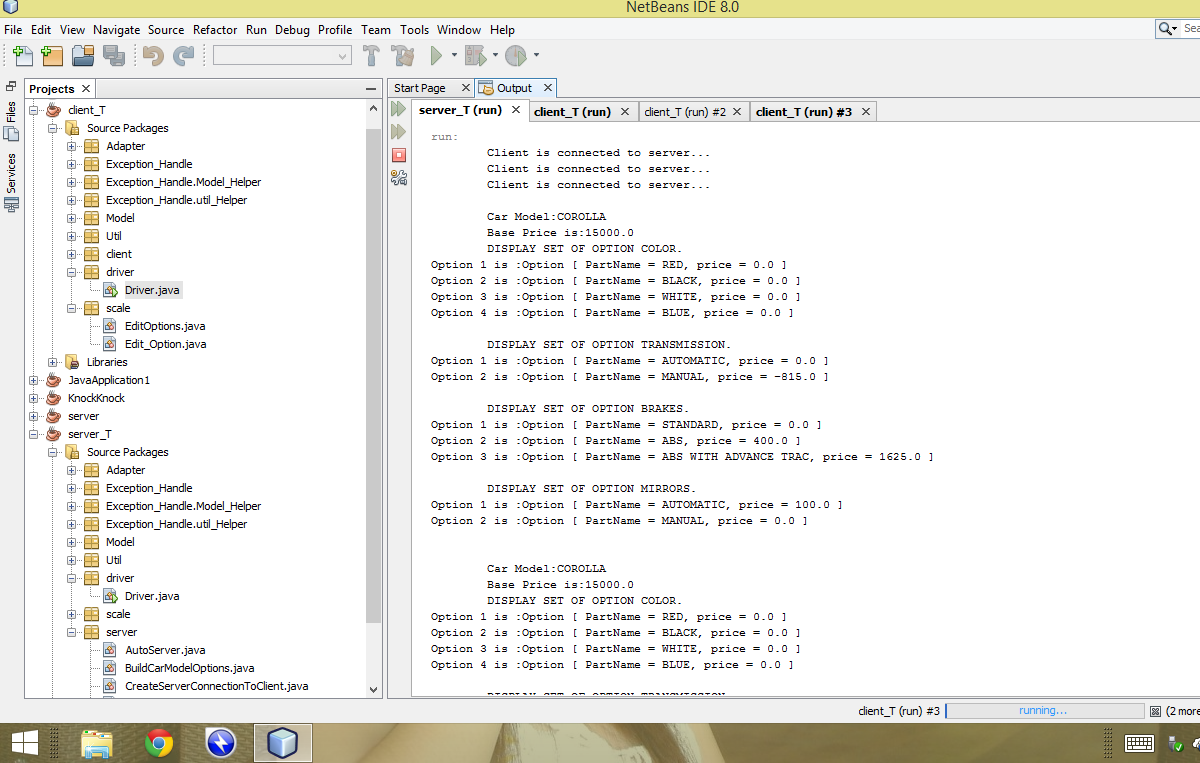 NetBeans IDE 8.0
File Edit View Navigate Source Refactor Run Debug Profile Team Tools Window Help
Sea
Files
Services
Projects
client_T
Source Packages
Adapter
Exception_Handle
Exception_Handle.Model_Helper
Exception_Handle.util_Helper
Model
Util
client
driver
Driver.java
scale
EditOptions.java
Edit_Option.java
Libraries
JavaApplication1
KnockKnock
server
server_T
Source Packages
Adapter
Exception_Handle
Exception_Handle.Model_Helper
Exception_Handle.util_Helper
Model
Util
driver
Driver.java
scale
server
AutoServer.java
BuildCarModelOptions.java
CreateServerConnectionToClient.java
Start Page Output
server_T (run) client_T (run) client_T (run) #2 client_T (run) #3
run:
Client is connected to server...
Client is connected to server...
Client is connected to server...
Car Model:COROLLA
Base Price is:15000.0
DISPLAY SET OF OPTION COLOR.
Option 1 is :Option [ PartName = RED, price = 0.0 ]
Option 2 is :Option [ PartName = BLACK, price = 0.0 ]
Option 3 is :Option [ PartName = WHITE, price = 0.0 ]
Option 4 is :Option [ PartName = BLUE, price = 0.0 ]
DISPLAY SET OF OPTION TRANSMISSION.
Option 1 is :Option [ PartName = AUTOMATIC, price = 0.0 ]
Option 2 is :Option [ PartName = MANUAL, price = -815.0 ]
DISPLAY SET OF OPTION BRAKES.
Option 1 is :Option [ PartName = STANDARD, price = 0.0 ]
Option 2 is :Option [ PartName = ABS, price = 400.0 ]
Option 3 is :Option [ PartName = ABS WITH ADVANCE TRAC, price = 1625.0 ]
DISPLAY SET OF OPTION MIRRORS.
Option 1 is :Option [ PartName = AUTOMATIC, price = 100.0 ]
Option 2 is :Option [ PartName = MANUAL, price = 0.0 ]
Car Model:COROLLA
Base Price is:15000.0
DISPLAY SET OF OPTION COLOR.
Option 1 is :Option [ PartName = RED, price = 0.0 ]
Option 2 is :Option [ PartName = BLACK, price = 0.0 ]
Option 3 is :Option [ PartName = WHITE, price = 0.0 ]
Option 4 is :Option [ PartName = BLUE, price = 0.0 ]
DISPLAY SET OF OPTION TRANSMISSION
client_T (run) #3 running... (2 more